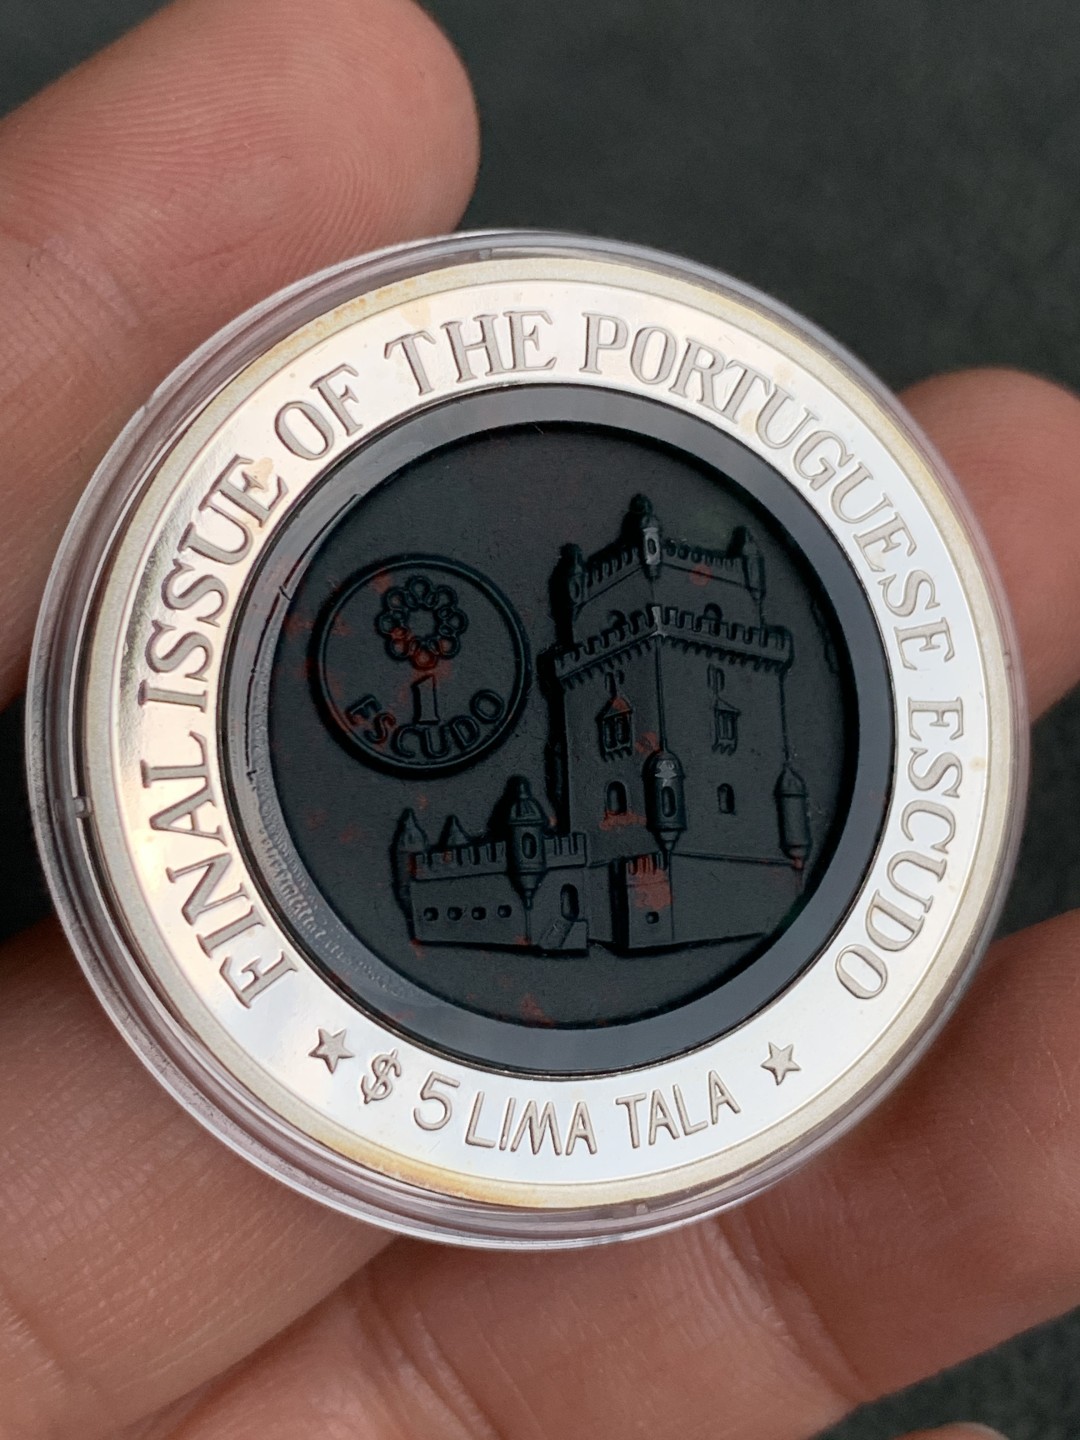 FINAL ISSUE OF THE PORTUGUESE ESCUDO
1
ESCUDO
★ $ 5 LIMA TALA ★